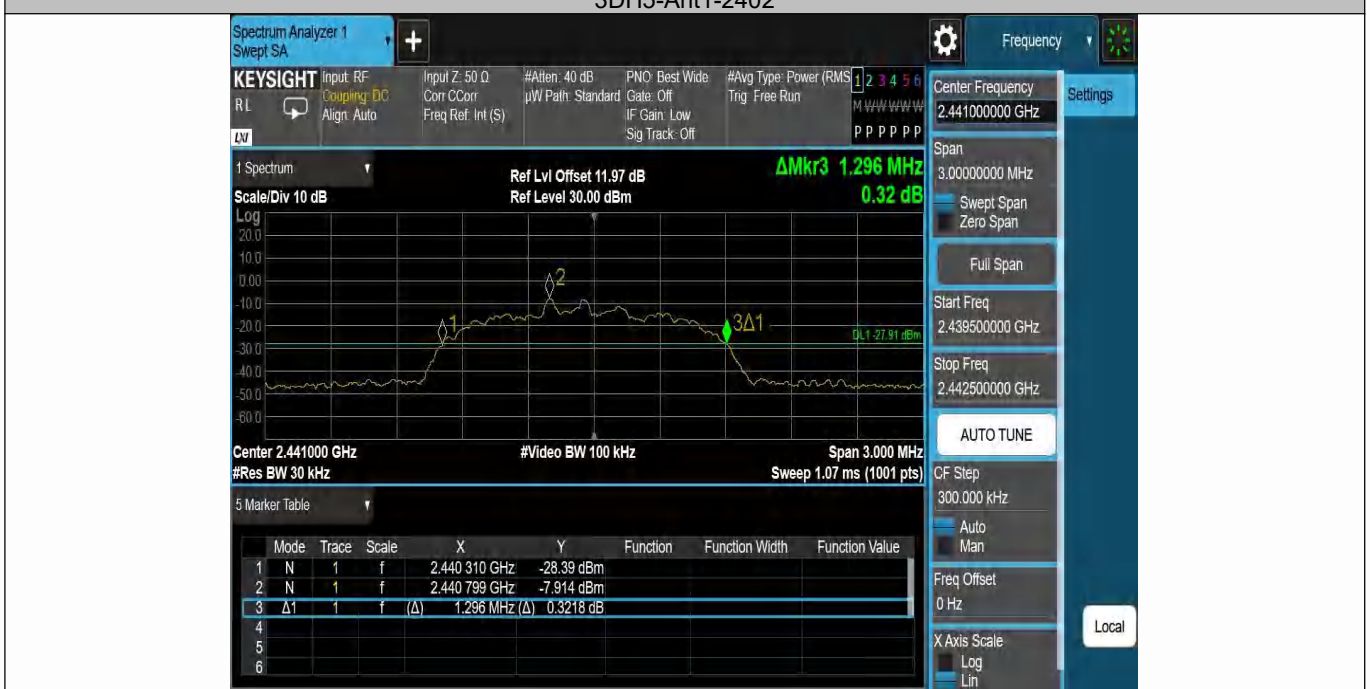 3DH5-Ant1-2402
Spectrum Analyzer 1
Swept SA
Frequency
KEYSIGHT
RL
LXI
Input: RF
Coupling: DC
Align: Auto
Input Z: 50 Ω
Corr CCorr
Freq Ref: Int (S)
#Atten: 40 dB
µW Path: Standard
PNO: Best Wide
Gate: Off
IF Gain: Low
Sig Track: Off
#Avg Type: Power (RMS
Trig: Free Run
1 2 3 4 5 6
M W W W W W
P P P P P P
1 Spectrum
Scale/Div 10 dB
Ref Lvl Offset 11.97 dB
Ref Level 30.00 dBm
ΔMkr3 1.296 MHz
0.32 dB
Log
20.0
10.0
0.00
-10.0
-20.0
-30.0
-40.0
-50.0
-60.0
1
2
3Δ1
DL1 -27.91 dBm
Center 2.441000 GHz
#Video BW 100 kHz
Span 3.000 MHz
#Res BW 30 kHz
Sweep 1.07 ms (1001 pts)
5 Marker Table
Mode Trace Scale X Y Function Function Width Function Value
1 N 1 f 2.440 310 GHz -28.39 dBm
2 N 1 f 2.440 799 GHz -7.914 dBm
3 Δ1 1 f (Δ) 1.296 MHz (Δ) 0.3218 dB
4
5
6
Center Frequency
2.441000000 GHz
Settings
Span
3.00000000 MHz
Swept Span
Zero Span
Full Span
Start Freq
2.439500000 GHz
Stop Freq
2.442500000 GHz
AUTO TUNE
CF Step
300.000 kHz
Auto
Man
Freq Offset
0 Hz
X Axis Scale
Log
Lin
Local